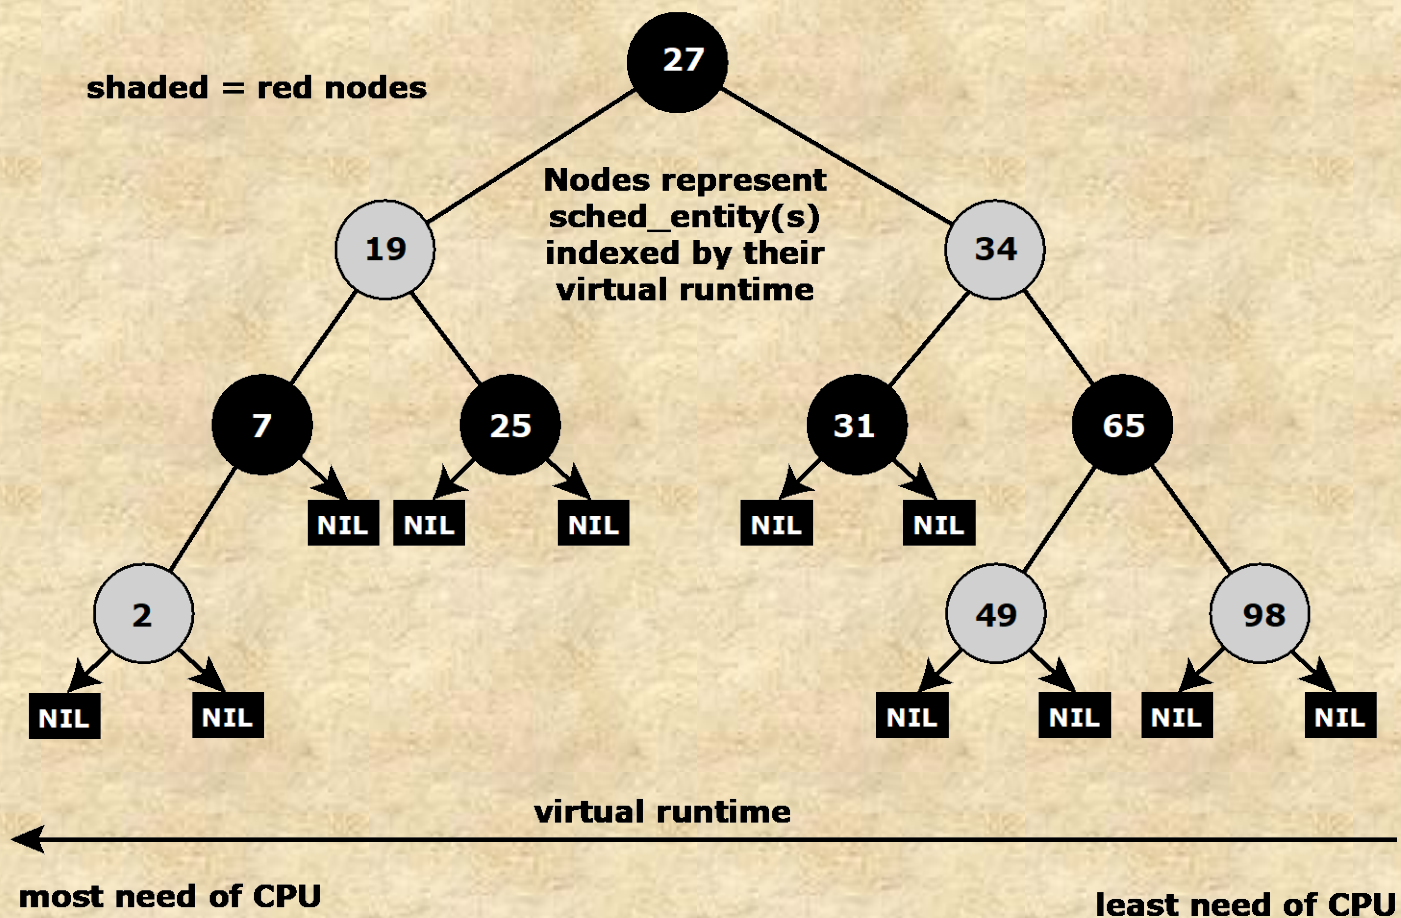 27
shaded = red nodes
Nodes represent
sched_entity(s)
indexed by their
virtual runtime
19
34
7
25
31
65
NIL
NIL
NIL
NIL
NIL
2
49
98
NIL
NIL
NIL
NIL
NIL
NIL
virtual runtime
most need of CPU
least need of CPU